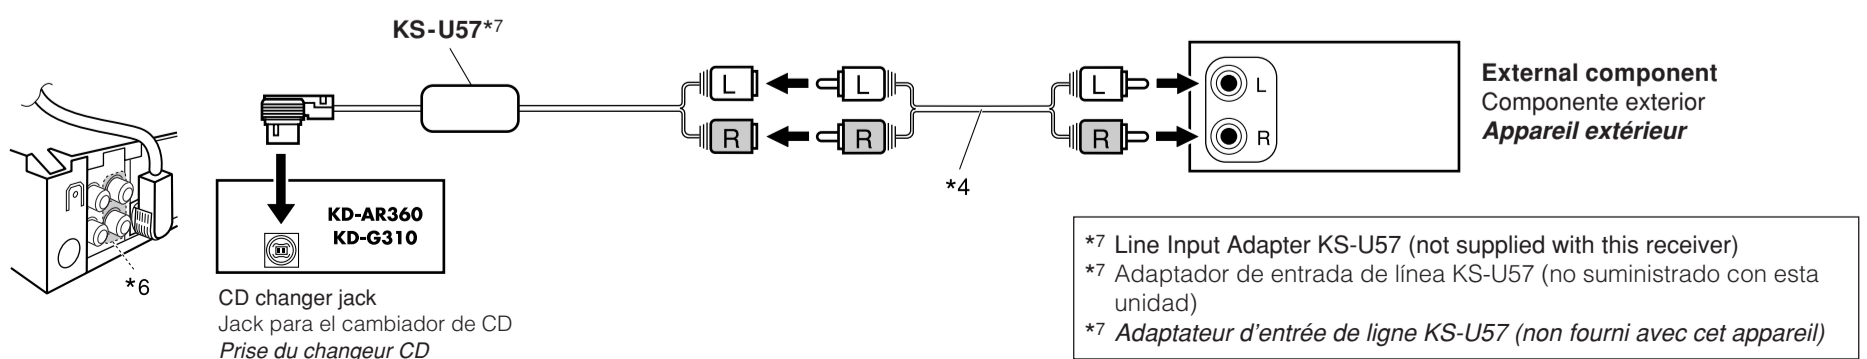 KS-U57*7
L
L
L
L
R
R
R
R
*4
External component
Componente exterior
Appareil extérieur
*6
KD-AR360
KD-G310
CD changer jack
Jack para el cambiador de CD
Prise du changeur CD
*7 Line Input Adapter KS-U57 (not supplied with this receiver)
*7 Adaptador de entrada de línea KS-U57 (no suministrado con esta
unidad)
*7 Adaptateur d'entrée de ligne KS-U57 (non fourni avec cet appareil)